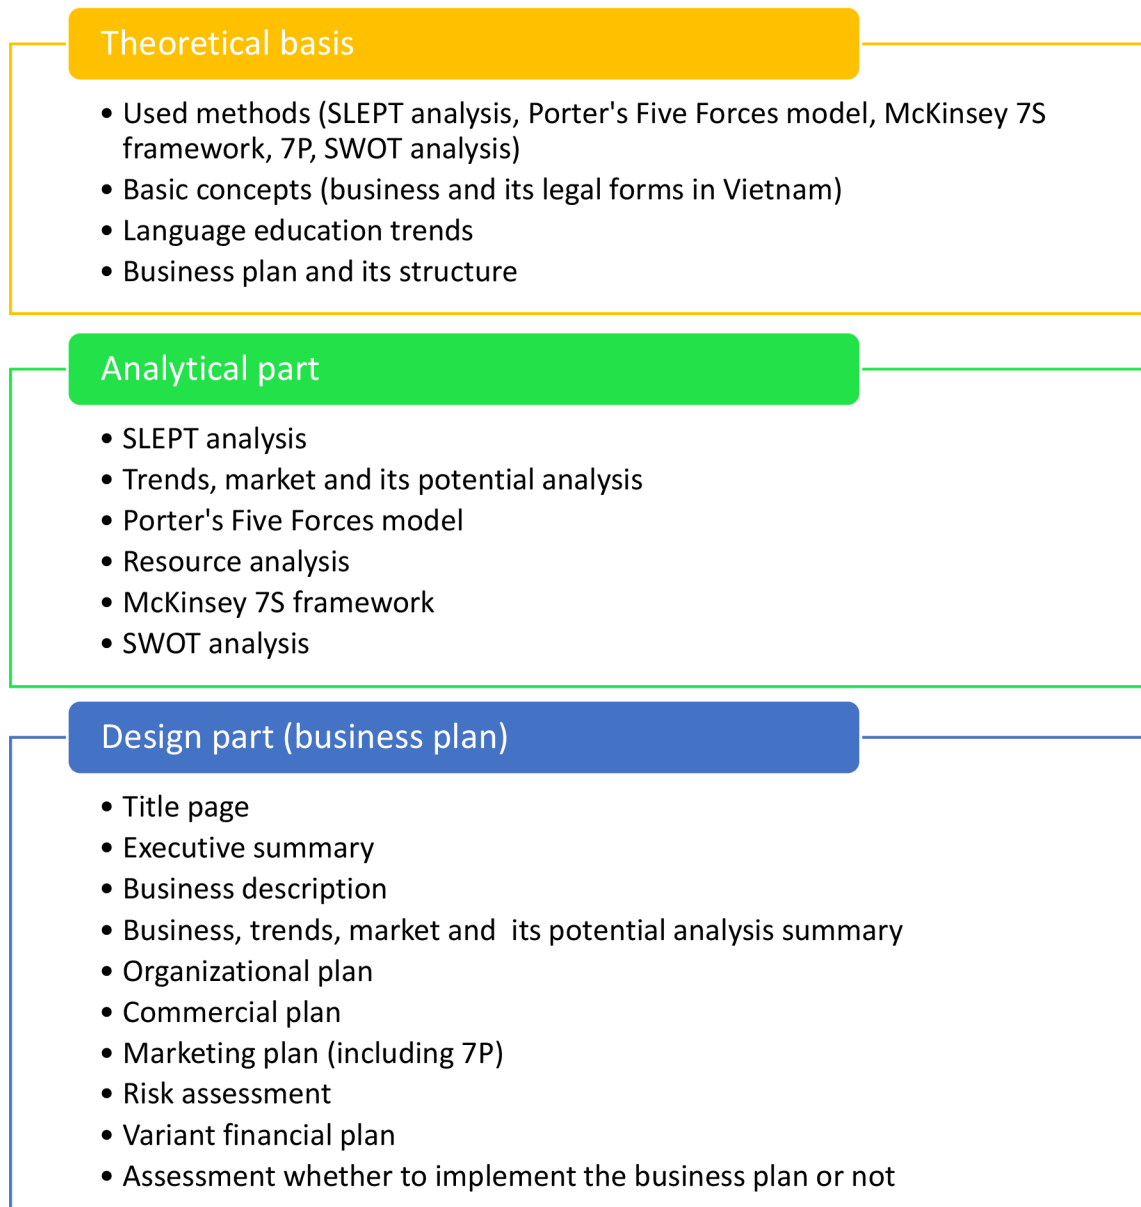 Theoretical basis
• Used methods (SLEPT analysis, Porter's Five Forces model, McKinsey 7S
framework, 7P, SWOT analysis)
• Basic concepts (business and its legal forms in Vietnam)
• Language education trends
• Business plan and its structure
Analytical part
• SLEPT analysis
• Trends, market and its potential analysis
• Porter's Five Forces model
• Resource analysis
• McKinsey 7S framework
• SWOT analysis
Design part (business plan)
• Title page
• Executive summary
• Business description
• Business, trends, market and  its potential analysis summary
• Organizational plan
• Commercial plan
• Marketing plan (including 7P)
• Risk assessment
• Variant financial plan
• Assessment whether to implement the business plan or not